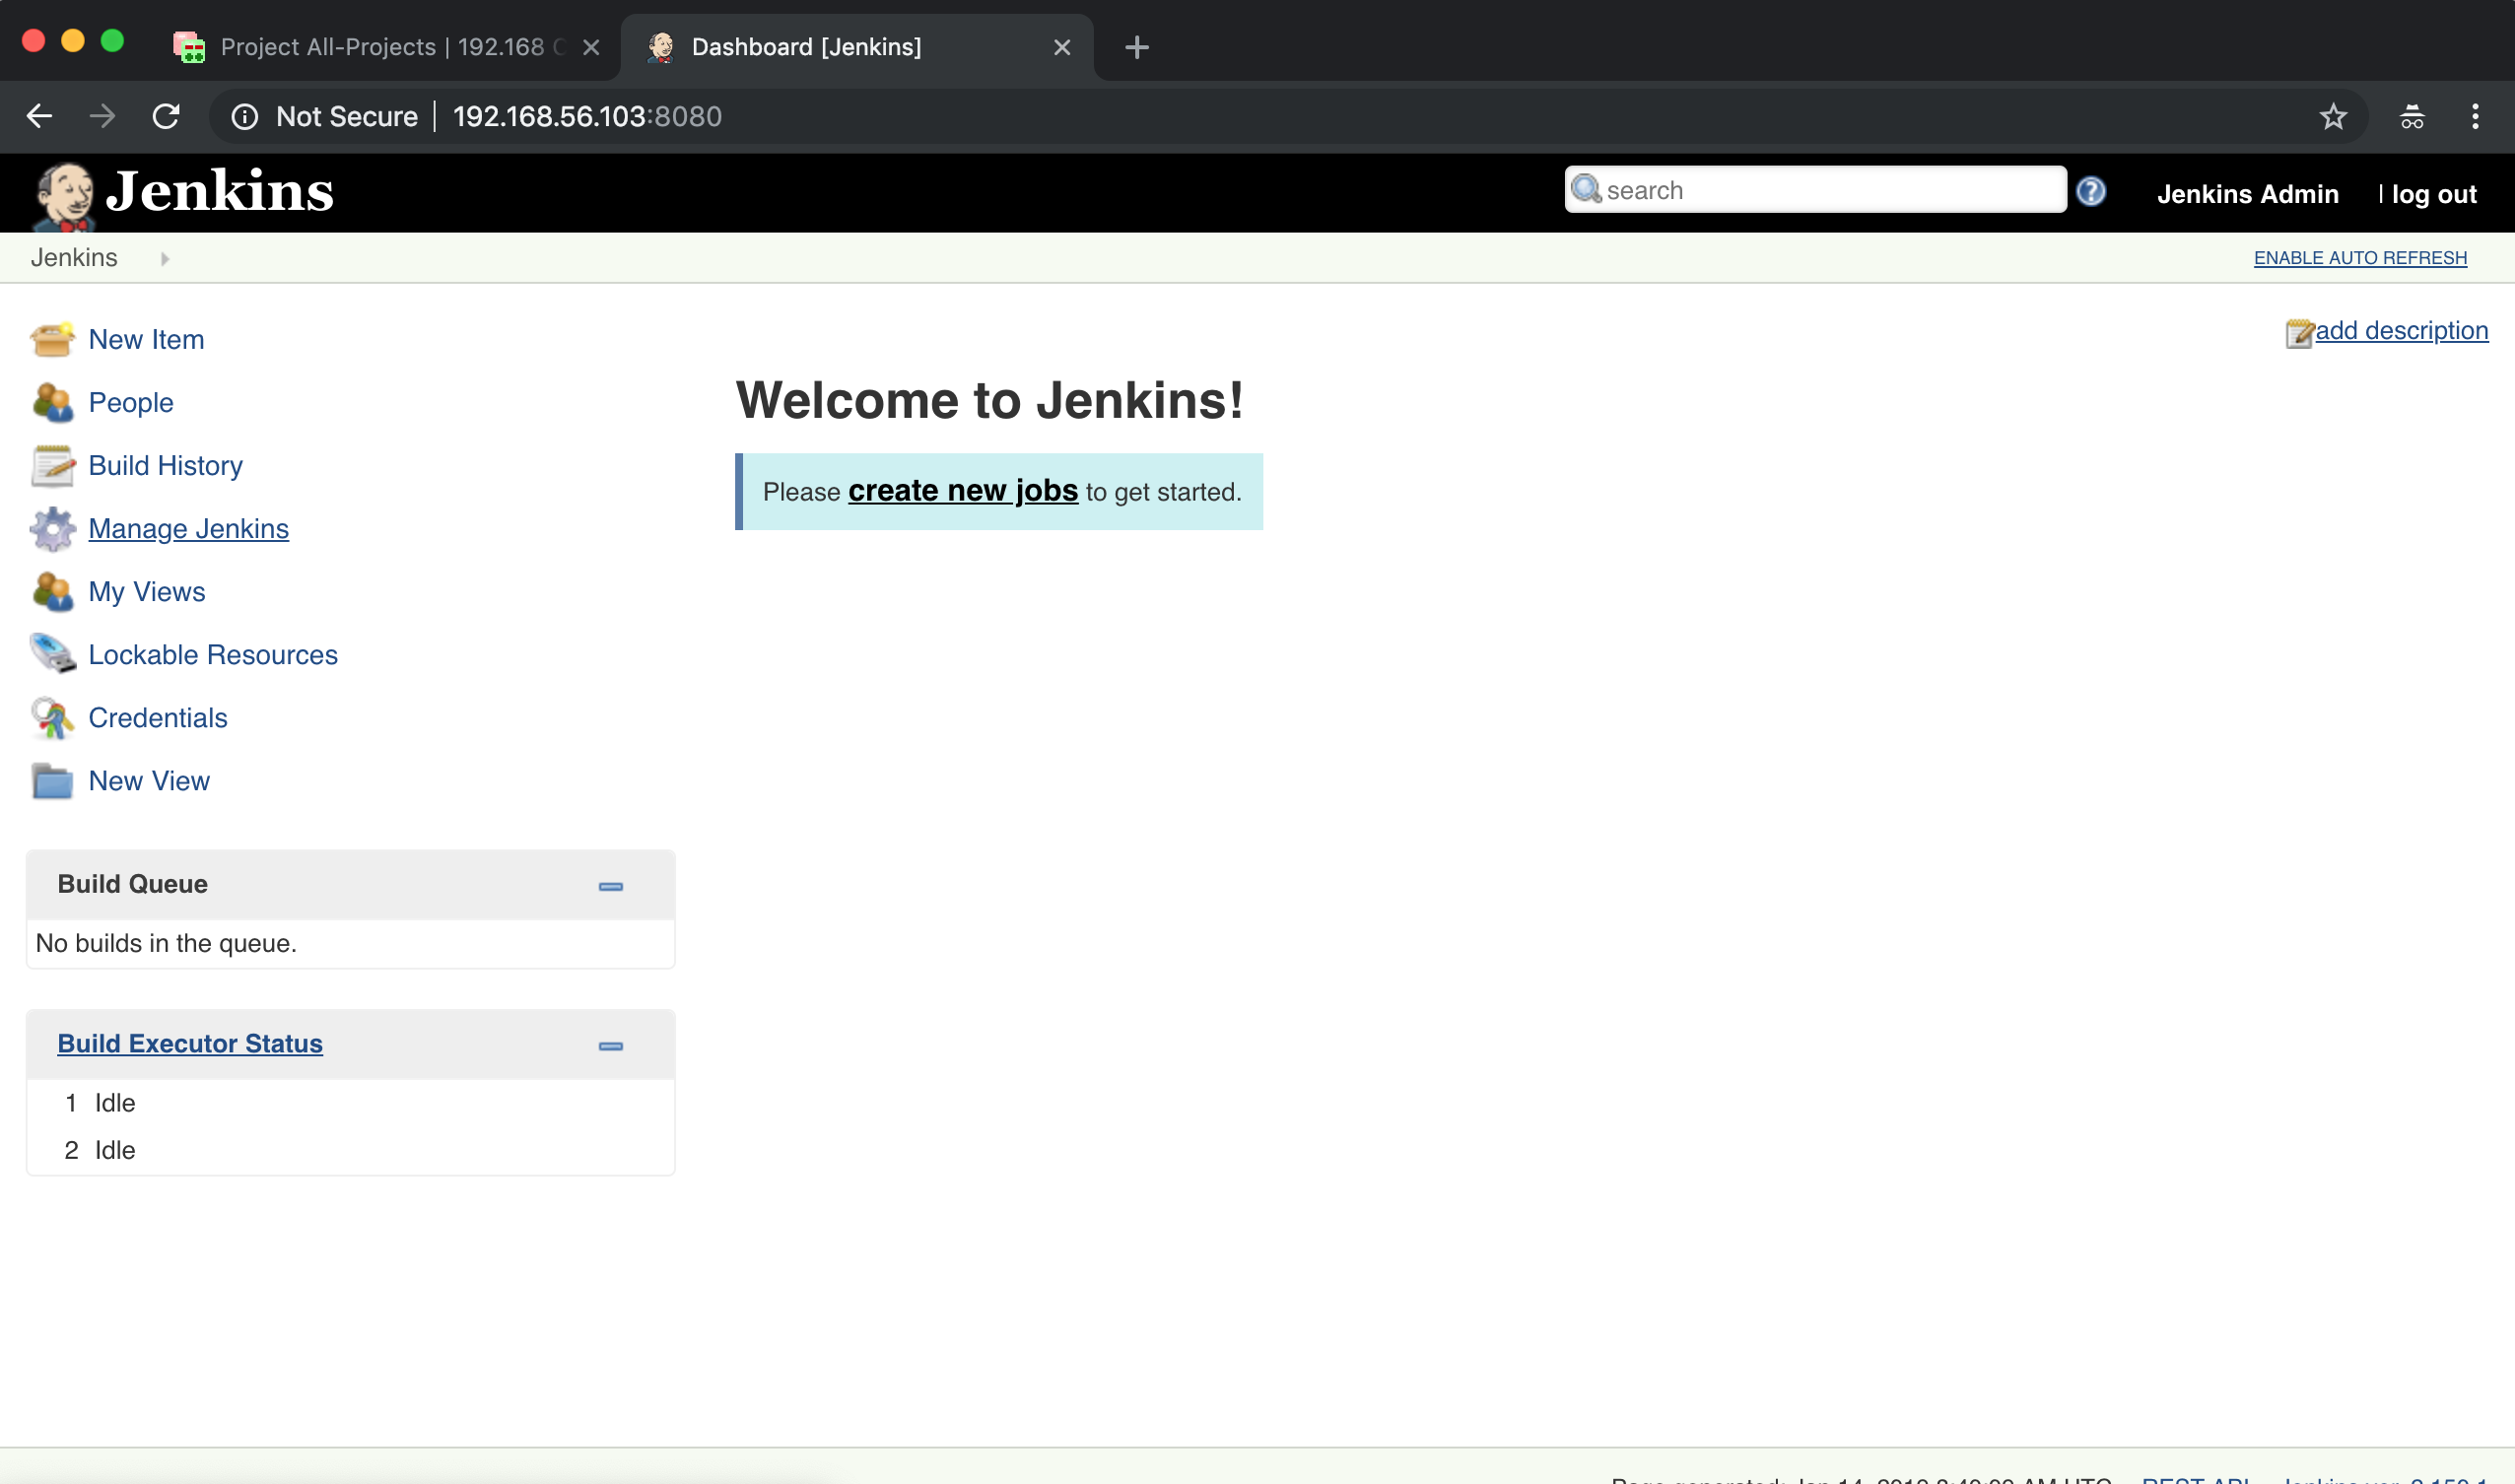 Project All-Projects | 192.168
Dashboard [Jenkins]
Not Secure | 192.168.56.103:8080
Jenkins
search
Jenkins Admin
| log out
Jenkins
ENABLE AUTO REFRESH
New Item
add description
People
Welcome to Jenkins!
Build History
Please create new jobs to get started.
Manage Jenkins
My Views
Lockable Resources
Credentials
New View
Build Queue
No builds in the queue.
Build Executor Status
1 Idle
2 Idle